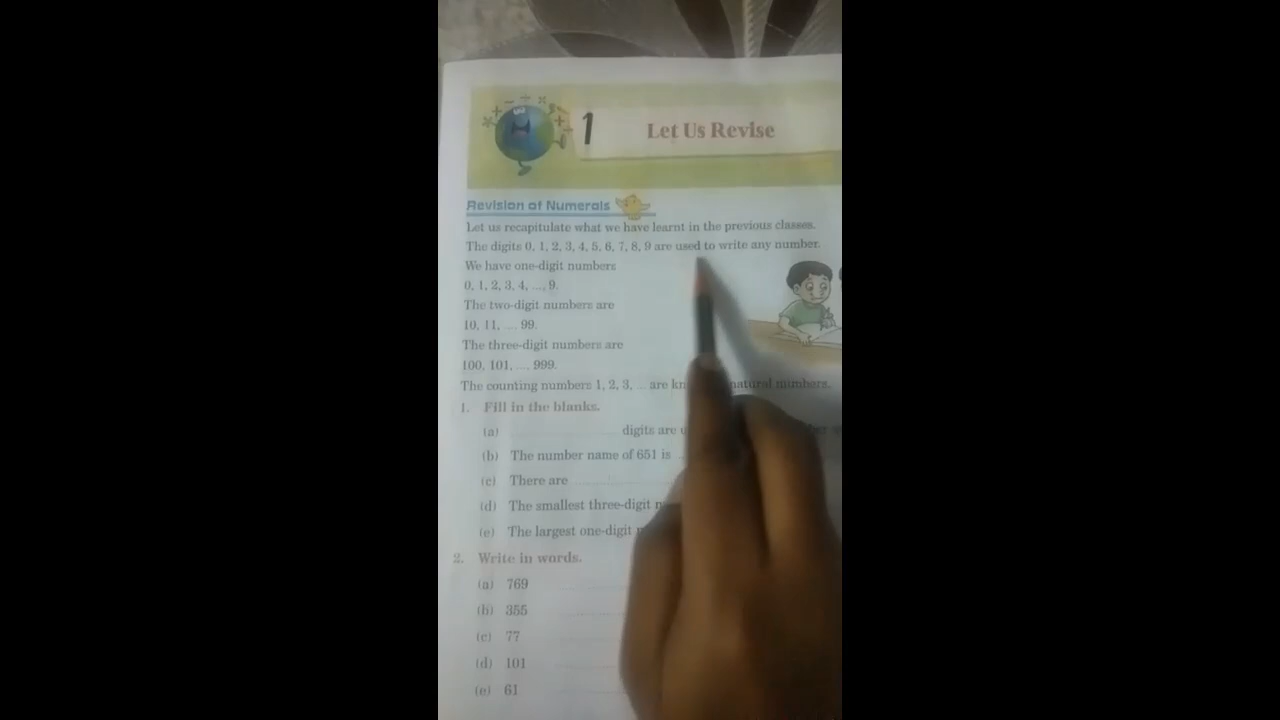 1
Let Us Revise
Revision of Numerals
Let us recapitulate what we have learnt in the previous classes.
The digits 0, 1, 2, 3, 4, 5, 6, 7, 8, 9 are used to write any number.
We have one-digit numbers
0, 1, 2, 3, 4, ..., 9.
The two-digit numbers are
10, 11, ... 99.
The three-digit numbers are
100, 101, ... 999.
The counting numbers 1, 2, 3, ... are natural numbers.
1. Fill in the blanks.
(a) digits are
(b) The number name of 651 is
(c) There are
(d) The smallest three-digit
(e) The largest one-digit
2. Write in words.
(a) 769
(b) 355
(c) 77
(d) 101
(e) 61